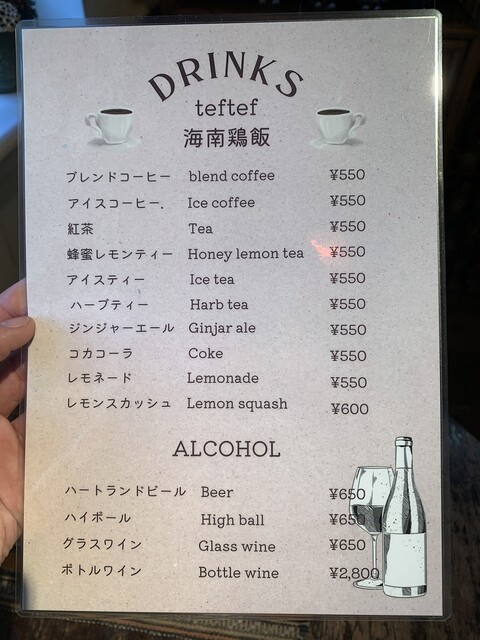 DRINKS
teftef
海南鶏飯
ブレンドコーヒー blend coffee ¥550
アイスコーヒー. Ice coffee ¥550
紅茶 Tea ¥550
蜂蜜レモンティー Honey lemon tea ¥550
アイスティー Ice tea ¥550
ハーブティー Harb tea ¥550
ジンジャーエール Ginjar ale ¥550
コカコーラ Coke ¥550
レモネード Lemonade ¥550
レモンスカッシュ Lemon squash ¥600
ALCOHOL
ハートランドビール Beer ¥650
ハイボール High ball ¥650
グラスワイン Glass wine ¥650
ボトルワイン Bottle wine ¥2,800